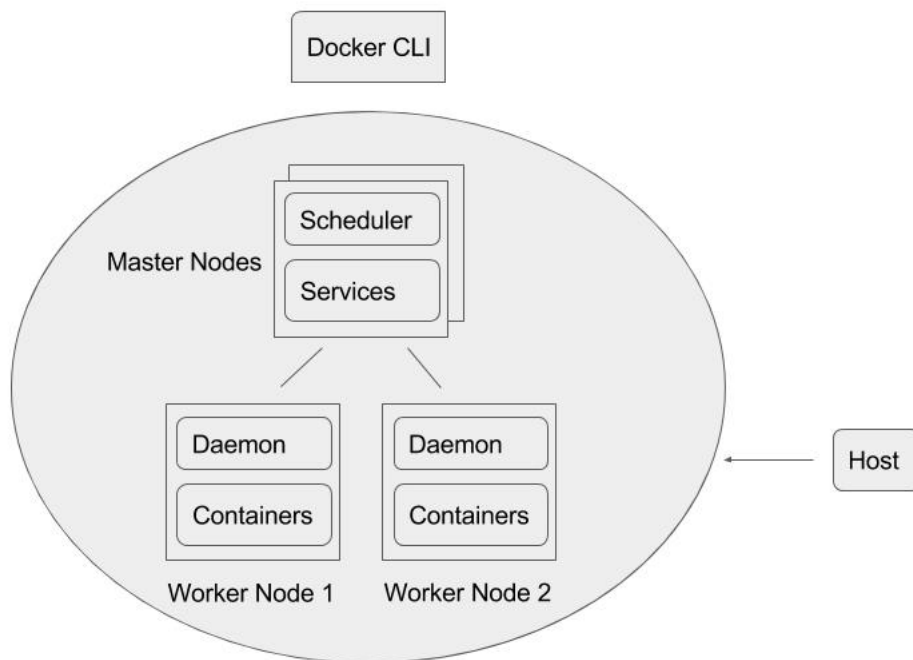 Docker CLI
Scheduler
Master Nodes
Services
Daemon
Daemon
Host
Containers
Containers
Worker Node 1
Worker Node 2